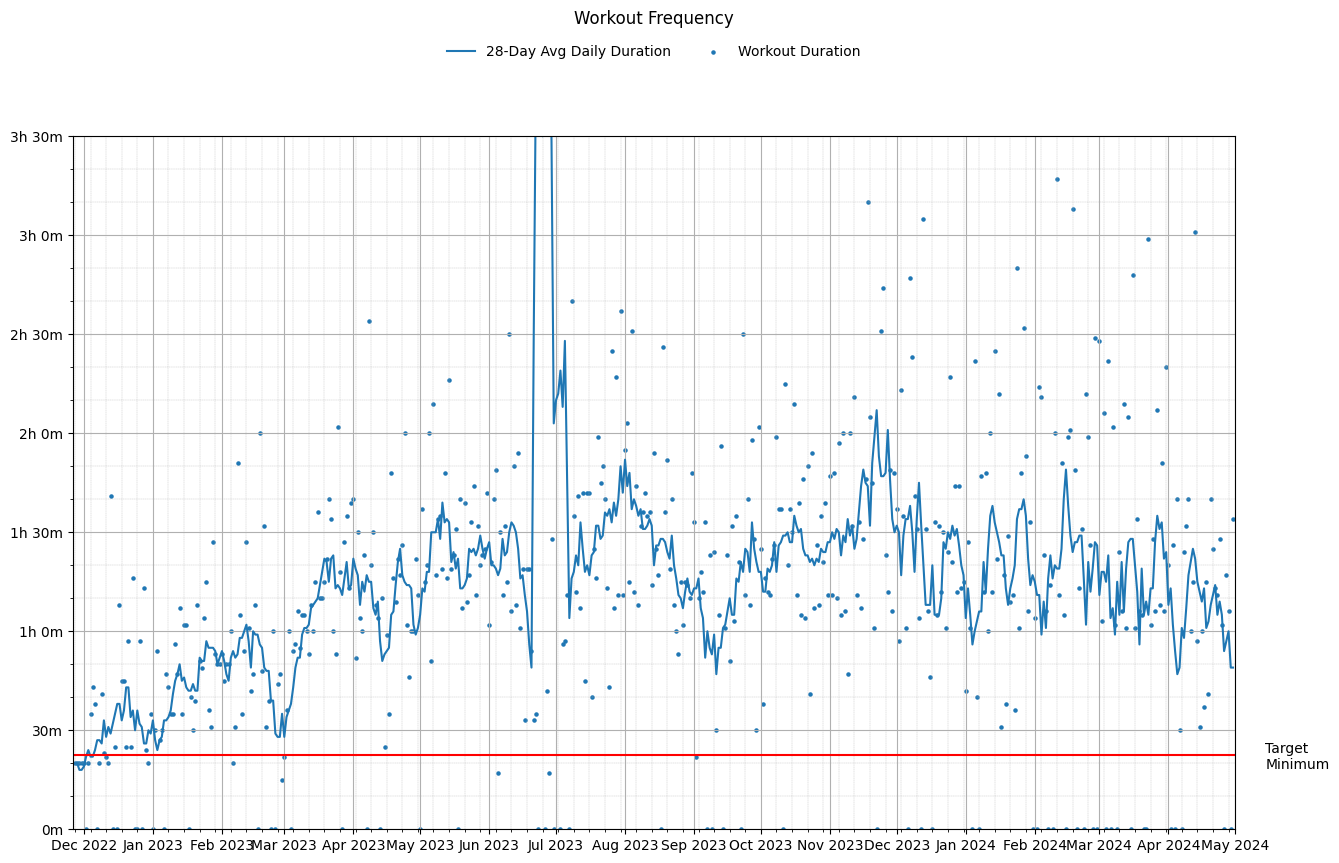 Workout Frequency
28-Day Avg Daily Duration
Workout Duration
3h 30m
3h 0m
2h 30m
2h 0m
1h 30m
1h 0m
30m
0m
Target
Minimum
Dec 2022 Jan 2023 Feb 2023 Mar 2023 Apr 2023 May 2023 Jun 2023 Jul 2023 Aug 2023 Sep 2023 Oct 2023 Nov 2023 Dec 2023 Jan 2024 Feb 2024 Mar 2024 Apr 2024 May 2024